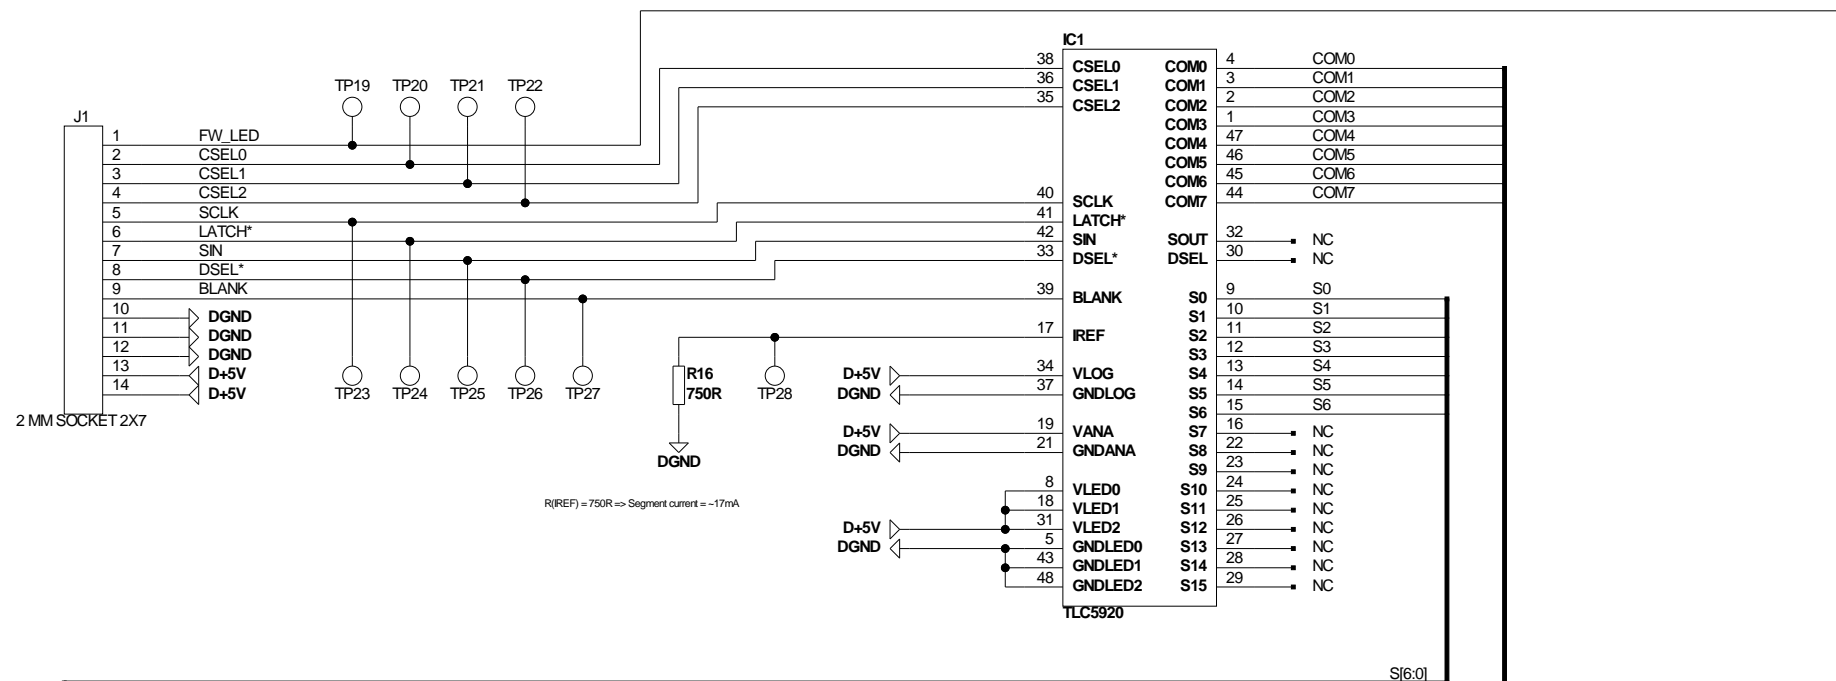 IC1
38 CSEL0 COM0 4 COM0
36 CSEL1 COM1 3 COM1
35 CSEL2 COM2 2 COM2
COM3 1 COM3
COM4 47 COM4
COM5 46 COM5
COM6 45 COM6
COM7 44 COM7
40 SCLK
41 LATCH*
42 SIN SOUT 32 NC
33 DSEL* DSEL 30 NC
39 BLANK S0 9 S0
S1 10 S1
17 IREF S2 11 S2
S3 12 S3
34 VLOG S4 13 S4
37 GNDLOG S5 14 S5
S6 15 S6
19 VANA S7 16 NC
21 GNDANA S8 22 NC
S9 23 NC
8 VLED0 S10 24 NC
18 VLED1 S11 25 NC
31 VLED2 S12 26 NC
5 GNDLED0 S13 27 NC
43 GNDLED1 S14 28 NC
48 GNDLED2 S15 29 NC
TLC5920
TP19 TP20 TP21 TP22
J1
1 FW_LED
2 CSEL0
3 CSEL1
4 CSEL2
5 SCLK
6 LATCH*
7 SIN
8 DSEL*
9 BLANK
10 DGND
11 DGND
12 DGND
13 D+5V
14 D+5V
2 MM SOCKET 2X7
TP23 TP24 TP25 TP26 TP27
R16
750R
TP28
DGND
D+5V
DGND
D+5V
DGND
D+5V
DGND
R(IREF) = 750R => Segment current = ~17mA
S[6:0]